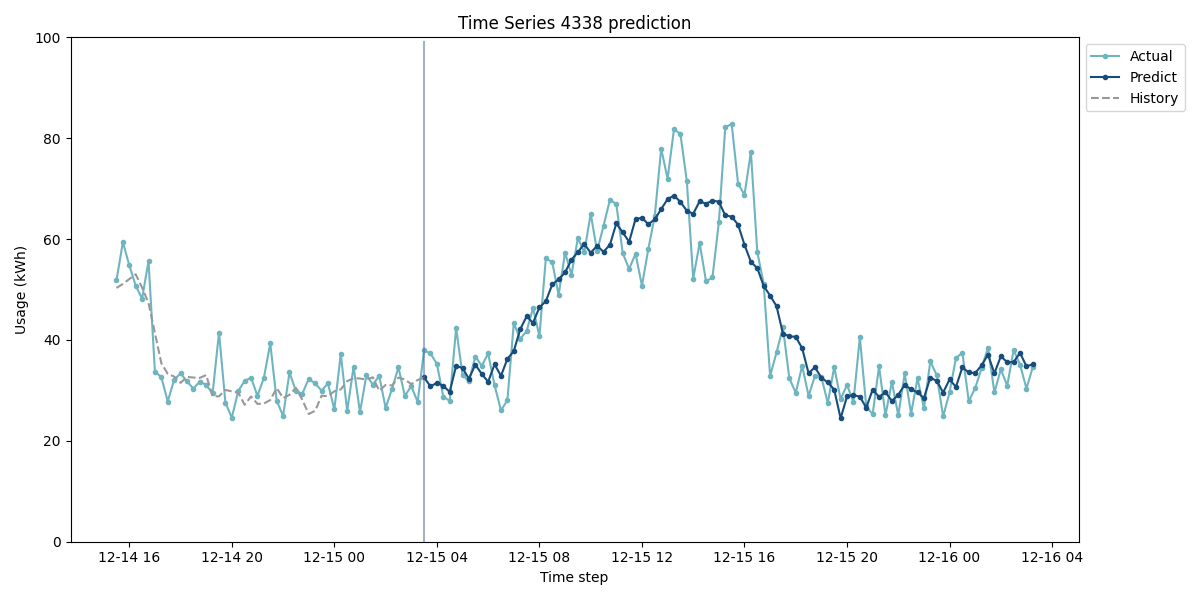 Time Series 4338 prediction
100
80
60
40
20
0
Usage (kWh)
12-14 16
12-14 20
12-15 00
12-15 04
12-15 08
12-15 12
12-15 16
12-15 20
12-16 00
12-16 04
Time step
Actual
Predict
History